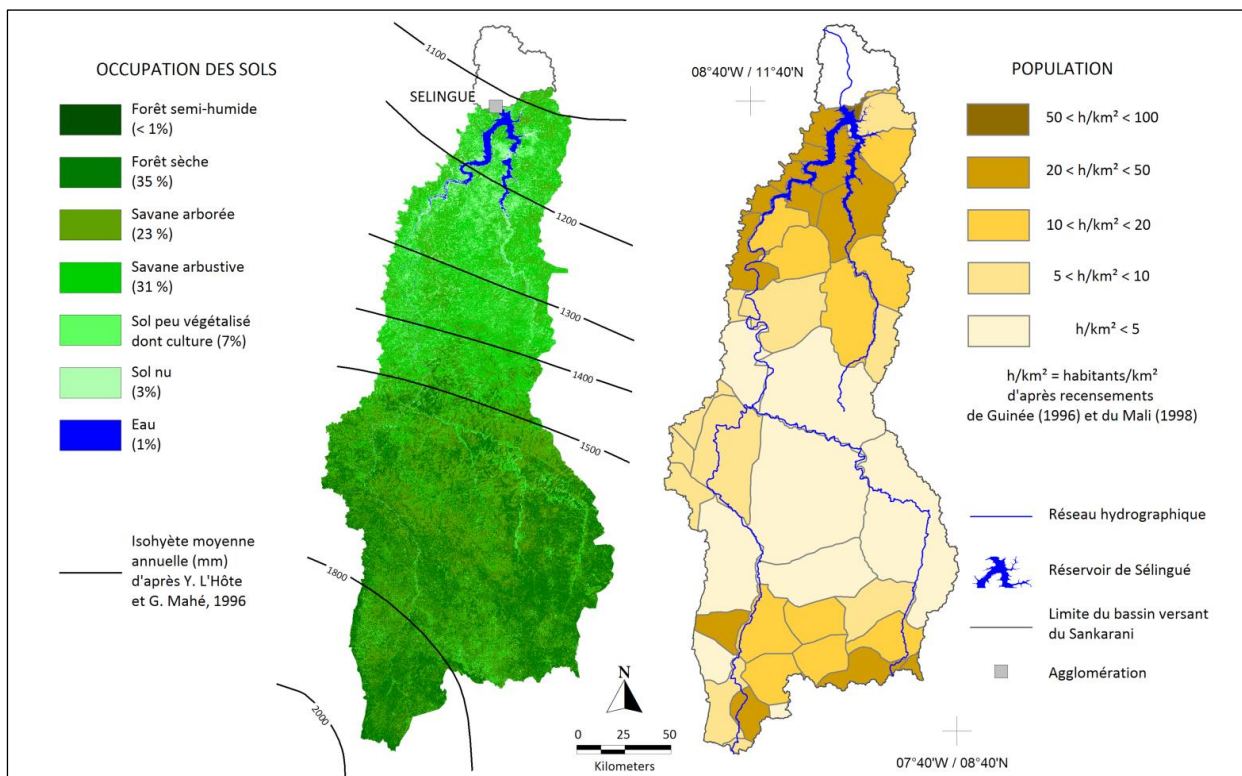 OCCUPATION DES SOLS
Forêt semi-humide
(< 1%)
Forêt sèche
(35 %)
Savane arborée
(23 %)
Savane arbustive
(31 %)
Sol peu végétalisé
dont culture (7%)
Sol nu
(3%)
Eau
(1%)
Isohyète moyenne
annuelle (mm)
d'après Y. L'Hôte
et G. Mahé, 1996
1100
SELINGUE
1200
1300
1400
1500
1800
2000
N
0 25 50
Kilometers
08°40'W / 11°40'N
07°40'W / 08°40'N
POPULATION
50 < h/km² < 100
20 < h/km² < 50
10 < h/km² < 20
5 < h/km² < 10
h/km² < 5
h/km² = habitants/km²
d'après recensements
de Guinée (1996) et du Mali (1998)
Réseau hydrographique
Réservoir de Sélingué
Limite du bassin versant
du Sankarani
Agglomération